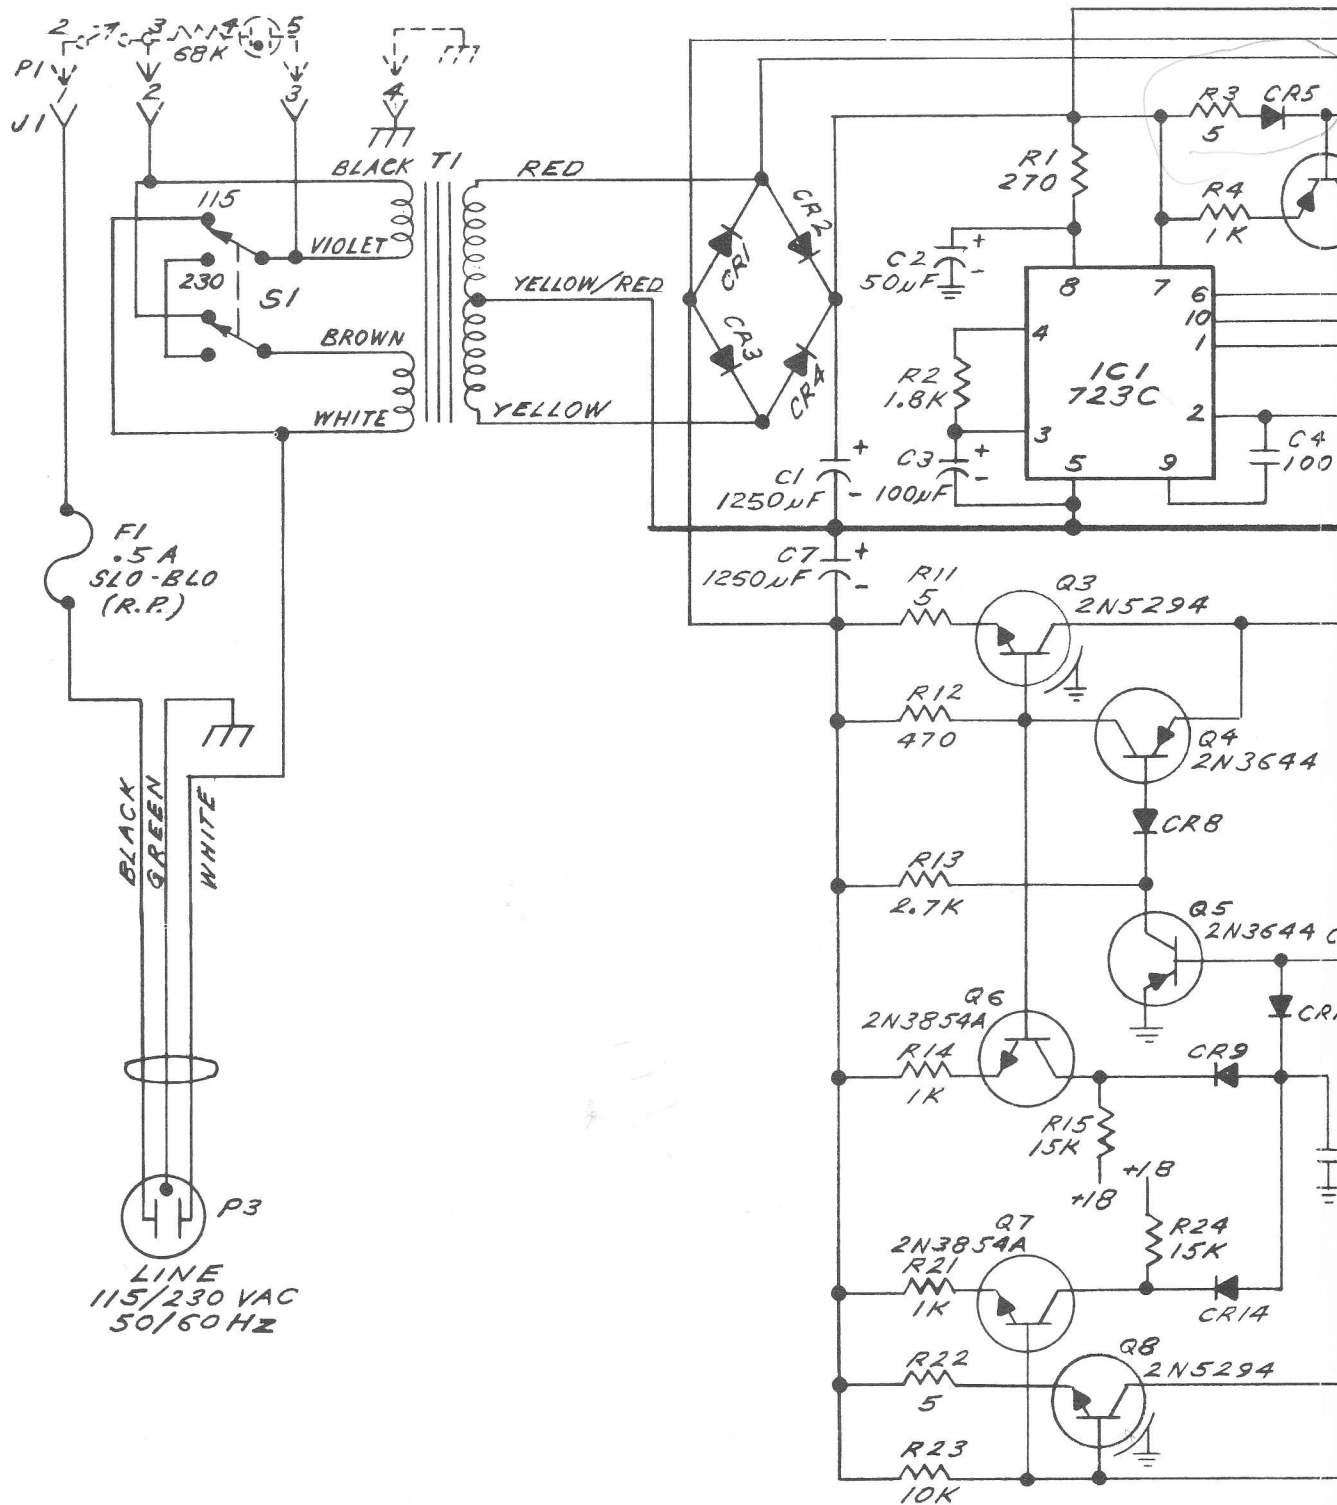 2 3 4 5
68K
P1
1 2 3 4
J1
BLACK T1 RED
115
VIOLET
230
S1
YELLOW/RED
BROWN
WHITE
YELLOW
CR1
CR2
CR3
CR4
R3 CR5
5
R1
270
R4
1K
C2 +
50µF -
8 7 6
10
4 1
IC1
723C
R2
1.8K
2
3
5 9
C3 +
100µF -
C4
100
C1 +
1250µF -
C7 +
1250µF -
F1
.5A
SLO-BLO
(R.P.)
R11
5
Q3
2N5294
R12
470
Q4
2N3644
CR8
R13
2.7K
Q5
2N3644
BLACK
GREEN
WHITE
Q6
2N3854A
R14
1K
CR9
R15
15K
+18
+18
P3
LINE
115/230 VAC
50/60 Hz
Q7
2N3854A
R21
1K
R24
15K
CR14
Q8
2N5294
R22
5
R23
10K